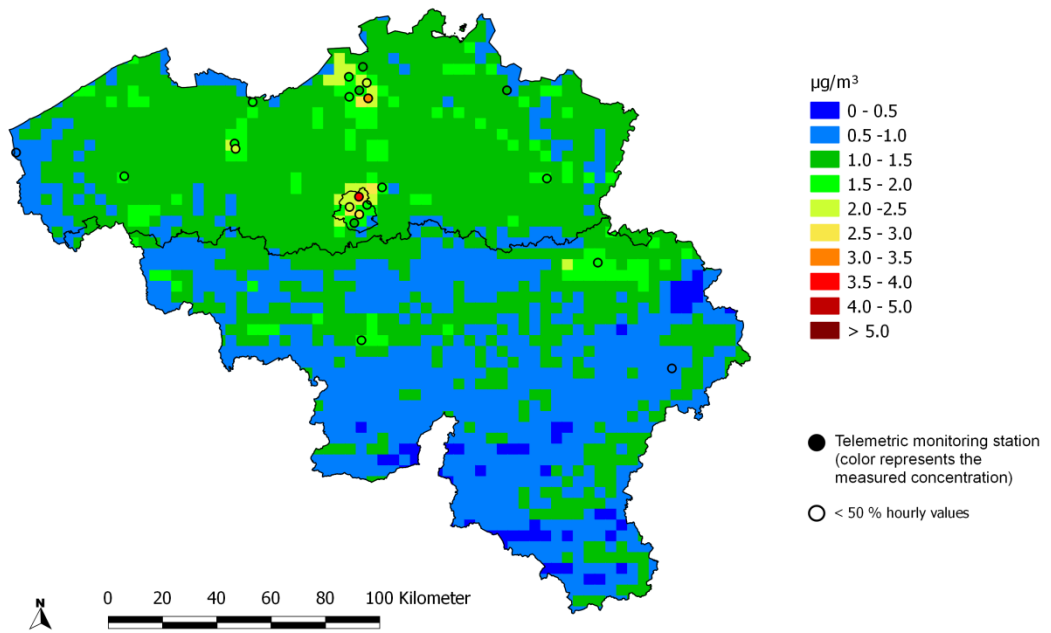 µg/m³
0 - 0.5
0.5 -1.0
1.0 - 1.5
1.5 - 2.0
2.0 -2.5
2.5 - 3.0
3.0 - 3.5
3.5 - 4.0
4.0 - 5.0
> 5.0
Telemetric monitoring station
(color represents the
measured concentration)
< 50 % hourly values
N
0 20 40 60 80 100 Kilometer